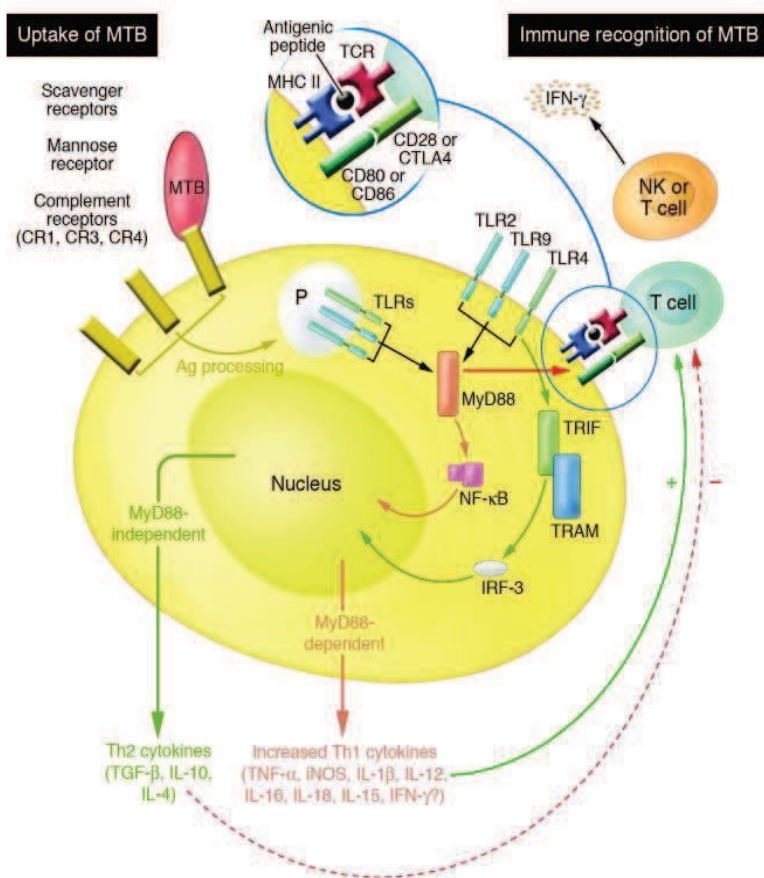 Uptake of MTB
Immune recognition of MTB
Scavenger
receptors
Mannose
receptor
Complement
receptors
(CR1, CR3, CR4)
MTB
Antigenic
peptide
TCR
MHC II
CD28 or
CTLA4
CD80 or
CD86
IFN-γ
NK or
T cell
TLR2
TLR9
TLR4
T cell
P
TLRs
Ag processing
MyD88
TRIF
NF-κB
TRAM
IRF-3
Nucleus
MyD88-
independent
MyD88-
dependent
+
−
Th2 cytokines
(TGF-β, IL-10,
IL-4)
Increased Th1 cytokines
(TNF-α, iNOS, IL-1β, IL-12,
IL-16, IL-18, IL-15, IFN-γ?)